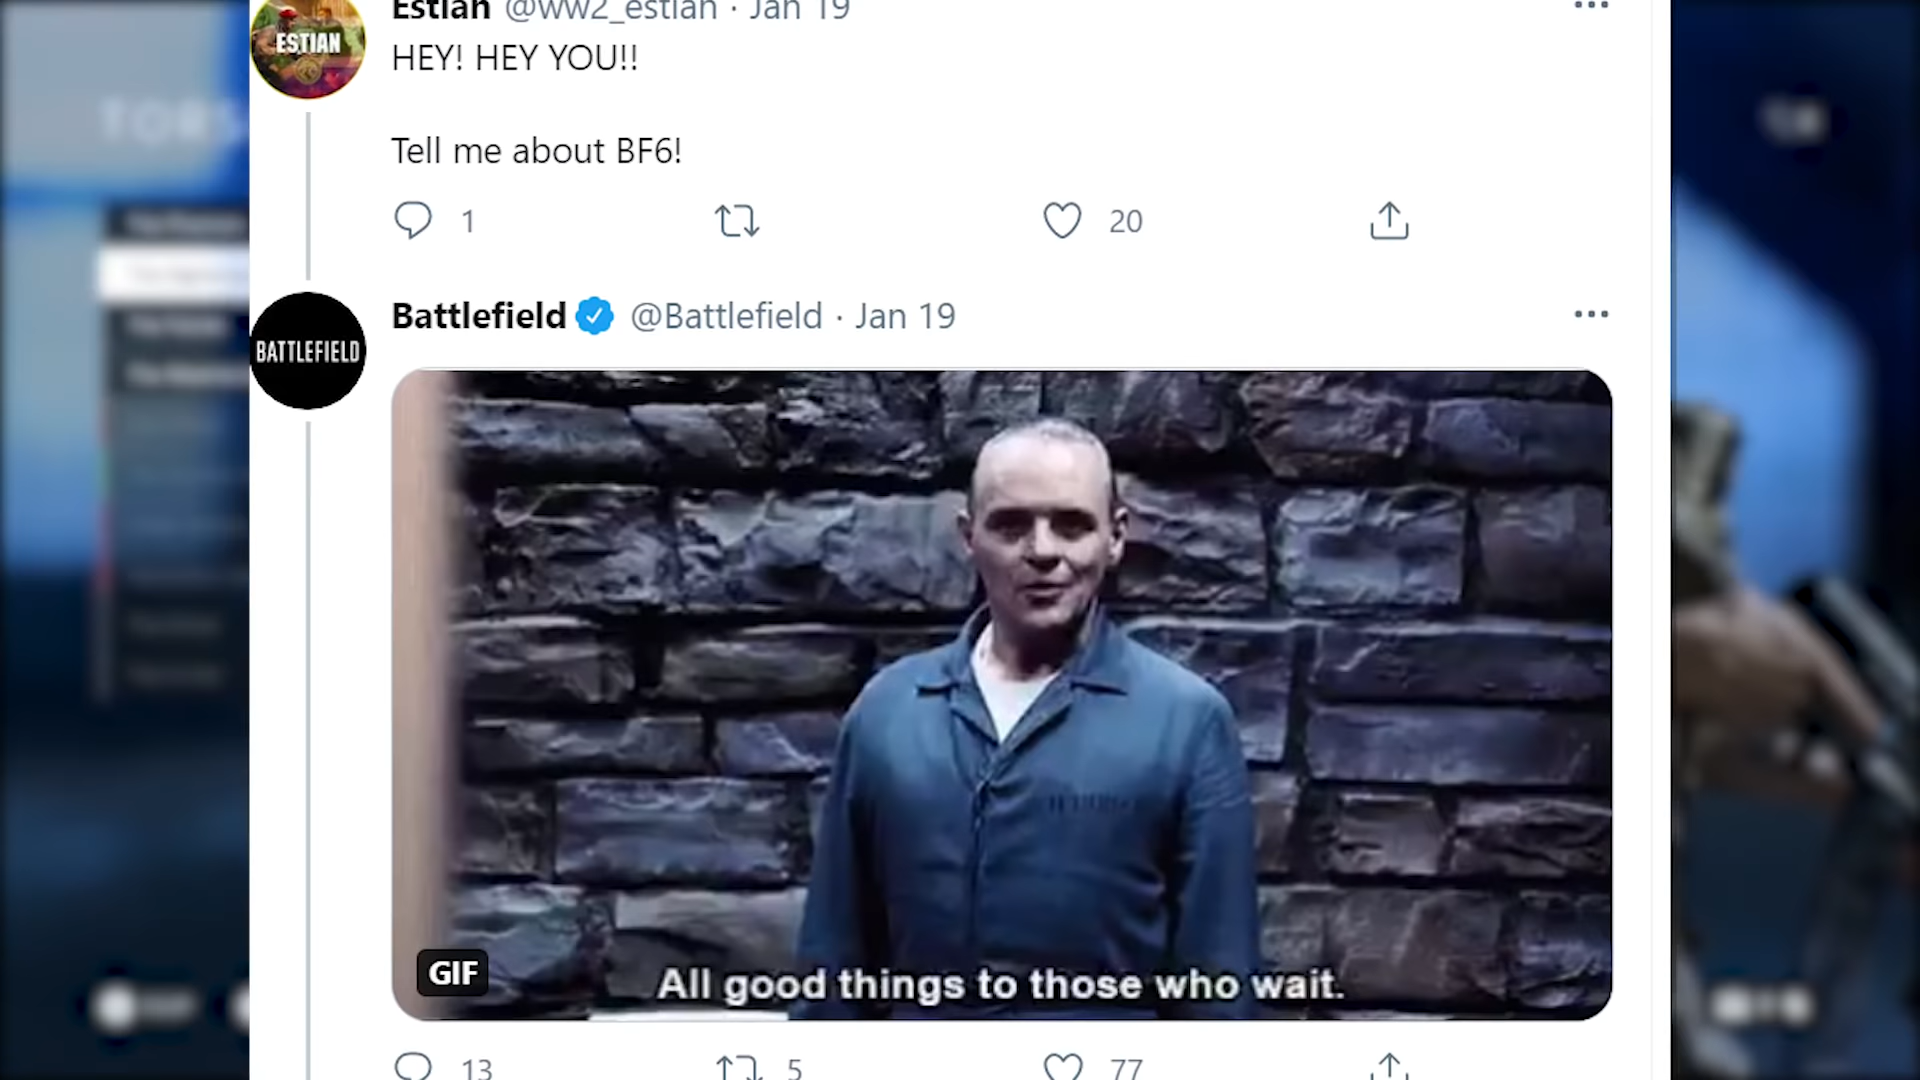 Estian @ww2_estian · Jan 19
ESTIAN
HEY! HEY YOU!!
Tell me about BF6!
1
20
Battlefield @Battlefield · Jan 19
BATTLEFIELD
GIF
All good things to those who wait.
13
5
77